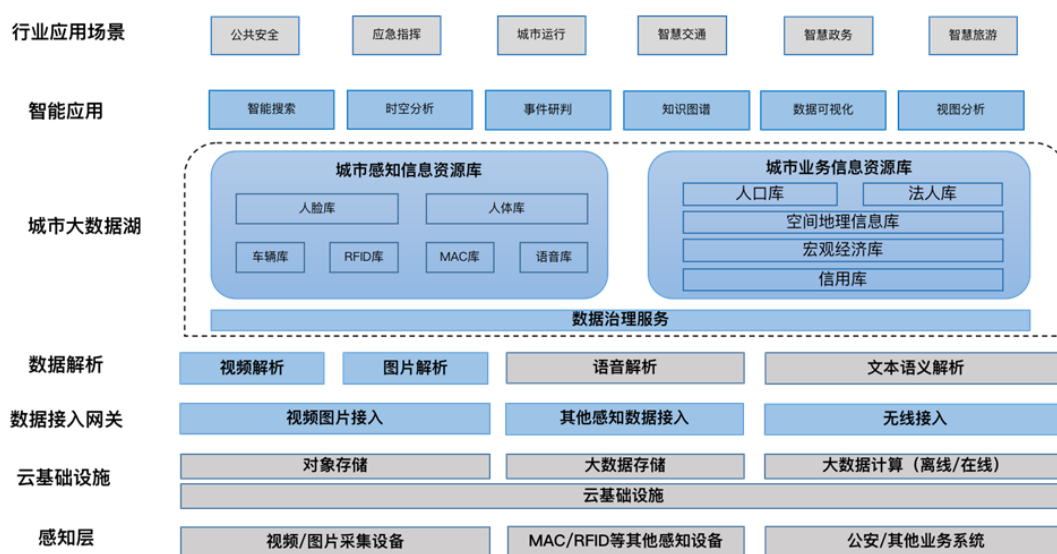 行业应用场景
公共安全
应急指挥
城市运行
智慧交通
智慧政务
智慧旅游
智能应用
智能搜索
时空分析
事件研判
知识图谱
数据可视化
视图分析
城市大数据湖
城市感知信息资源库
人脸库
人体库
车辆库
RFID库
MAC库
语音库
城市业务信息资源库
人口库
法人库
空间地理信息库
宏观经济库
信用库
数据治理服务
数据解析
视频解析
图片解析
语音解析
文本语义解析
数据接入网关
视频图片接入
其他感知数据接入
无线接入
云基础设施
对象存储
大数据存储
大数据计算（离线/在线）
云基础设施
感知层
视频/图片采集设备
MAC/RFID等其他感知设备
公安/其他业务系统